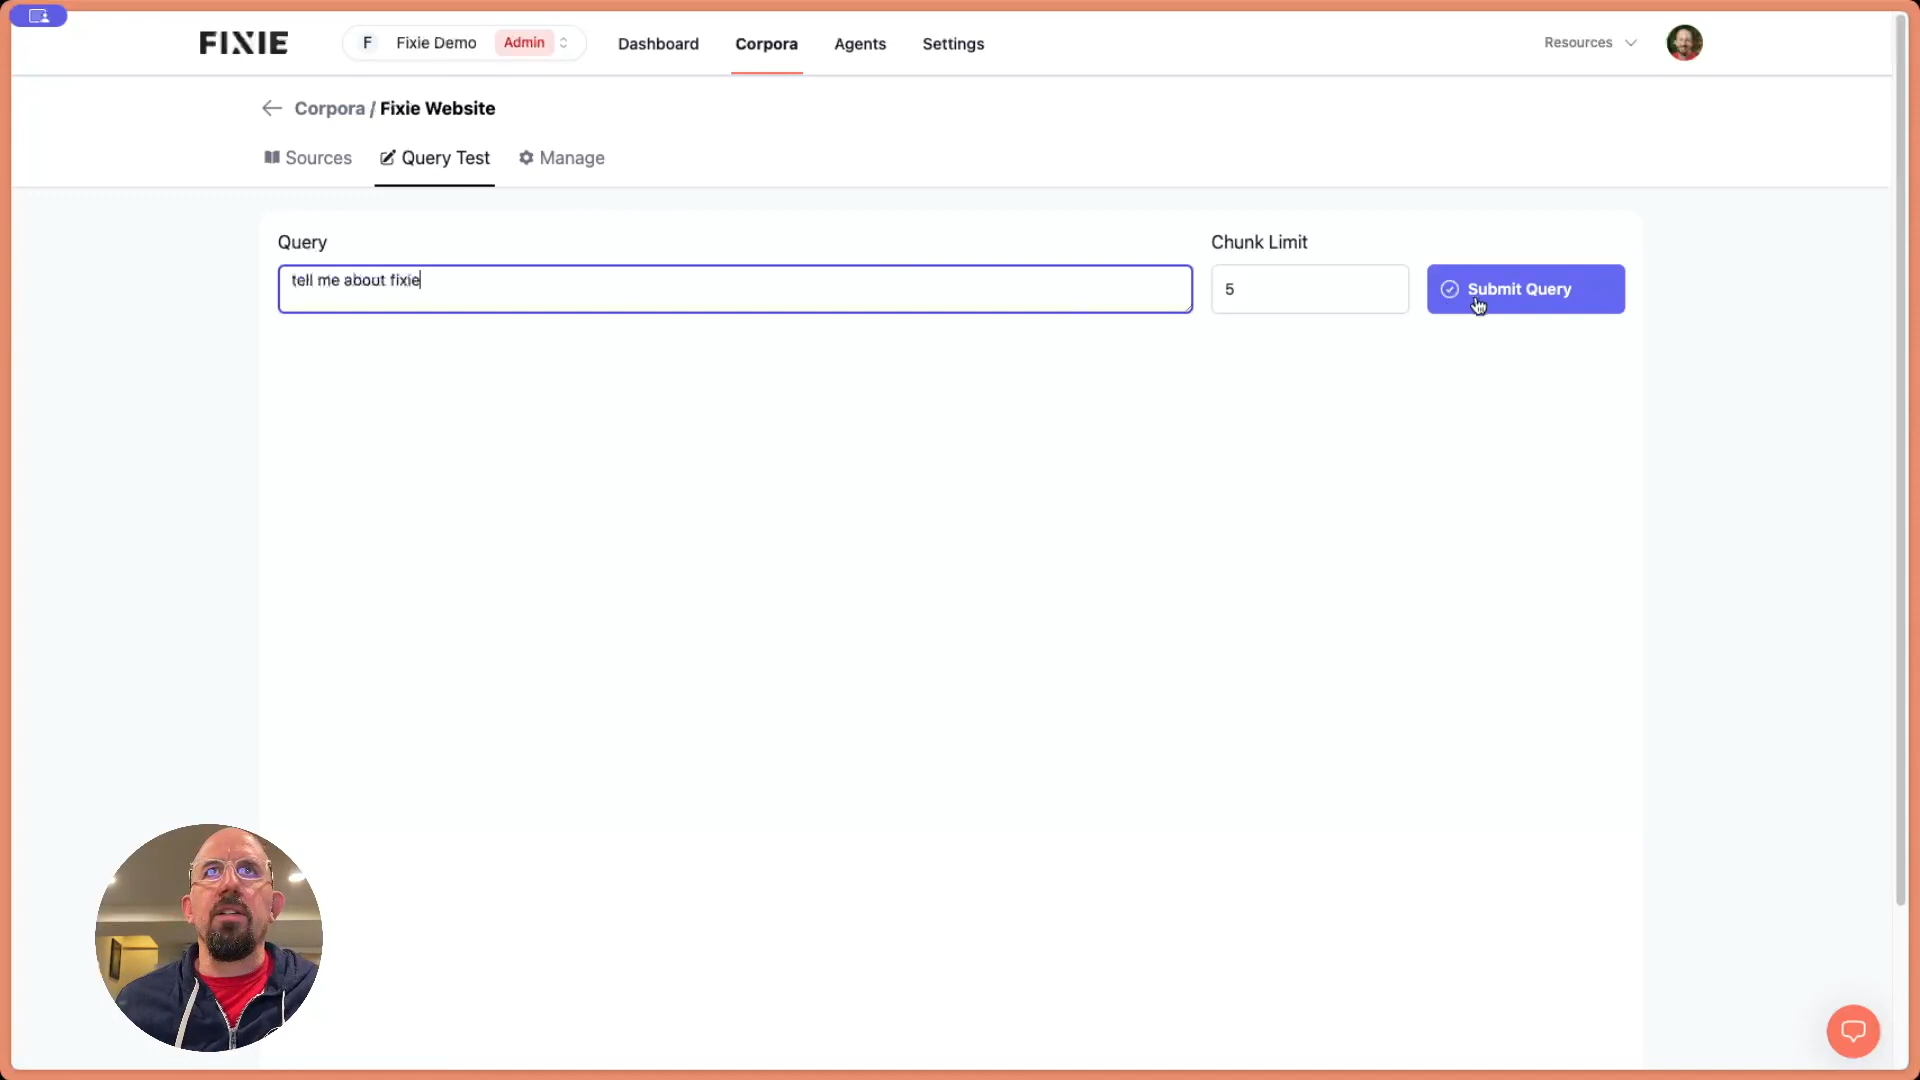 FIXIE
F Fixie Demo Admin
Dashboard
Corpora
Agents
Settings
Resources
Corpora / Fixie Website
Sources
Query Test
Manage
Query
Chunk Limit
tell me about fixie
5
Submit Query